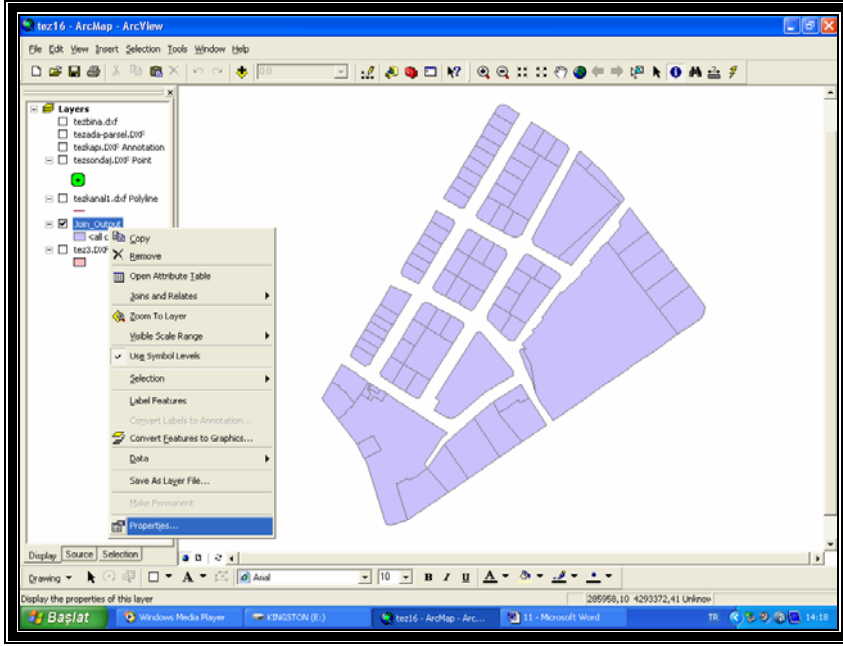 tez16 - ArcMap - ArcView
File Edit View Insert Selection Tools Window Help
0.0
Layers
tezbina.dxf
tezada-parsel.DXF
tezkapı.DXF Annotation
tezsondaj.DXF Point
tezkanal1.dxf Polyline
Join_Output
<all
tez3.DXF
Copy
Remove
Open Attribute Table
Joins and Relates
Zoom To Layer
Visible Scale Range
Use Symbol Levels
Selection
Label Features
Convert Labels to Annotation...
Convert Features to Graphics...
Data
Save As Layer File...
Make Permanent
Properties...
Display Source Selection
Drawing A Arial 10 B I U A
Display the properties of this layer
285958,10 4293372,41 Unknow
Başlat Windows Media Player KINGSTON (E:) tez16 - ArcMap - Arc... 11 - Microsoft Word TR 14:18